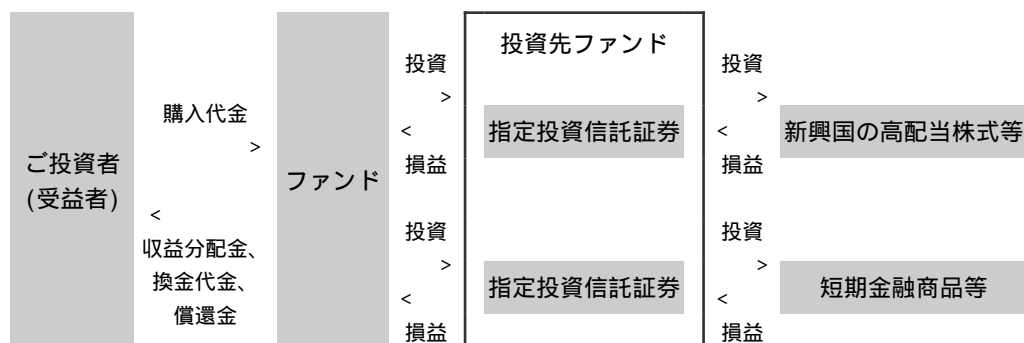 ご投資者
(受益者)
購入代金
>
<
収益分配金、
換金代金、
償還金
ファンド
投資
>
<
損益
投資
>
<
損益
投資先ファンド
指定投資信託証券
指定投資信託証券
投資
>
<
損益
投資
>
<
損益
新興国の高配当株式等
短期金融商品等